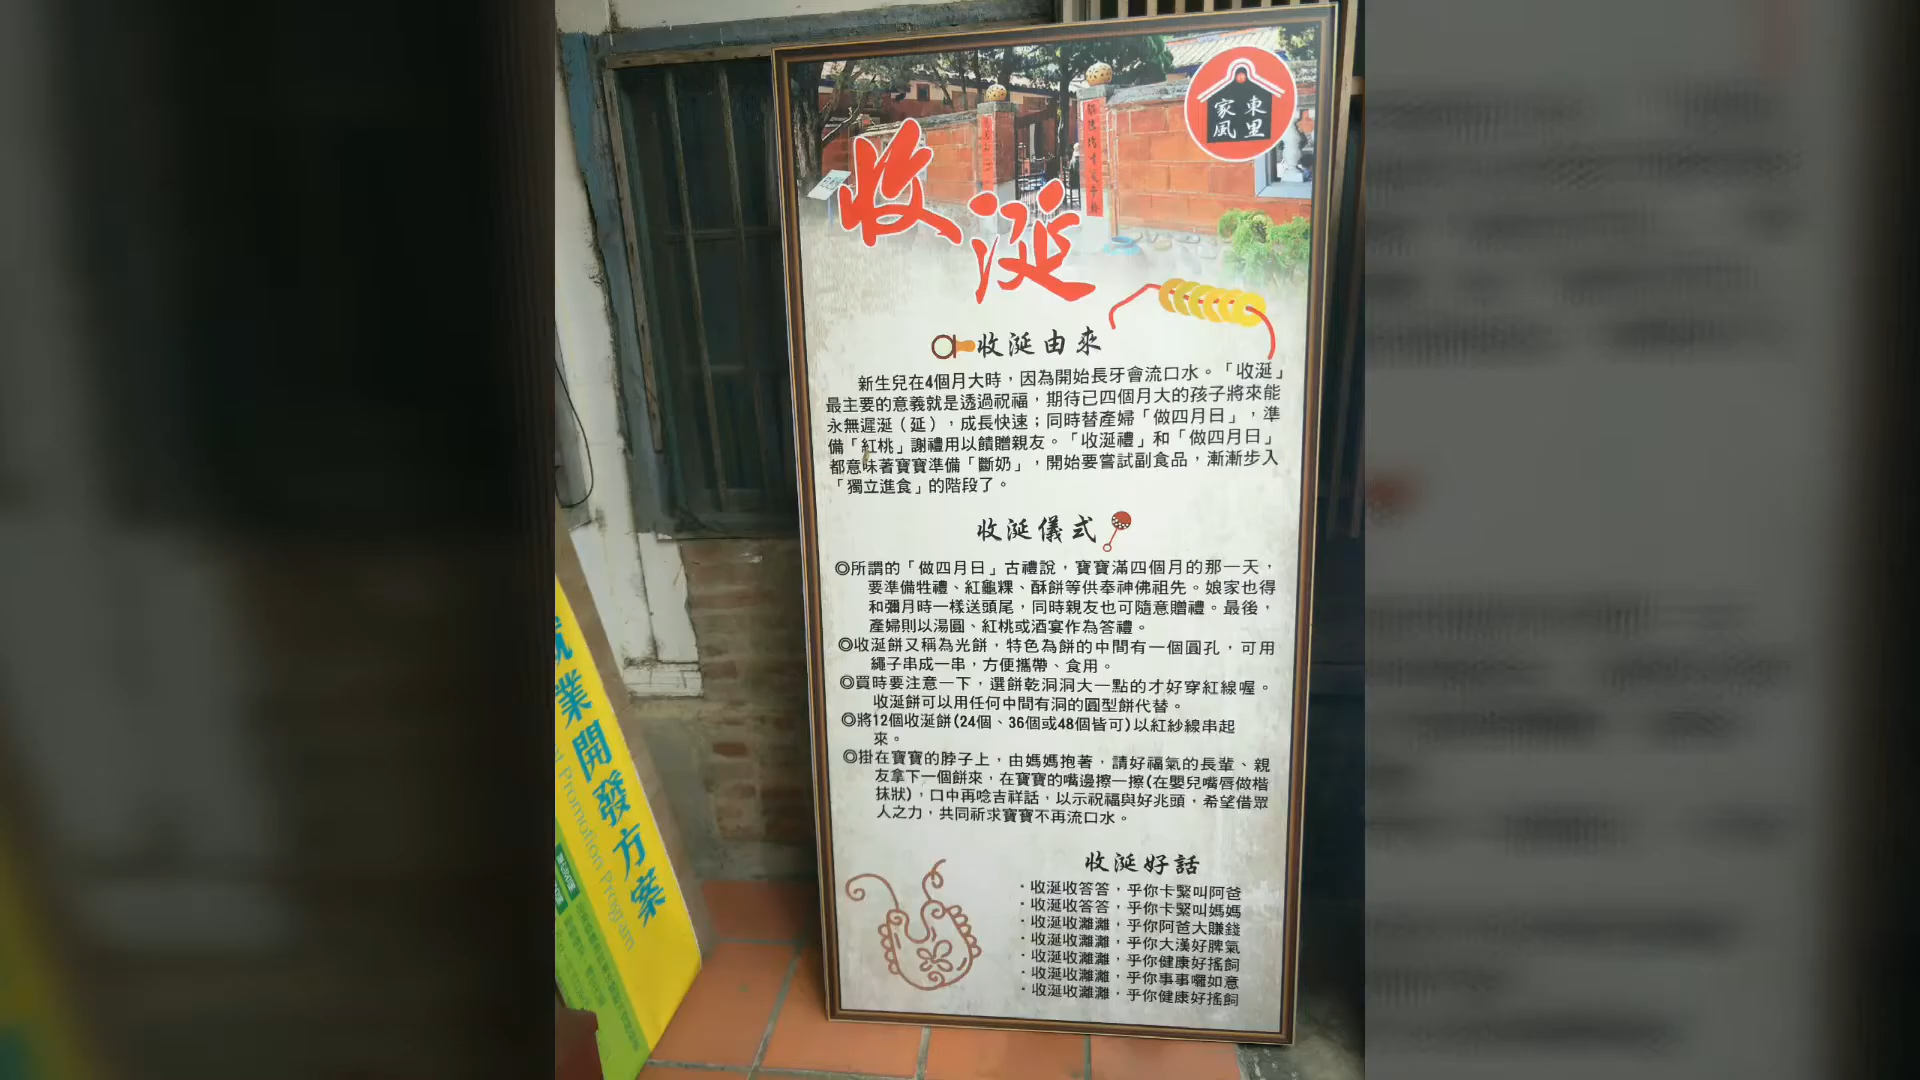 東里
家風
收涎
收涎由來
新生兒在4個月大時，因為開始長牙會流口水。「收涎」
最主要的意義就是透過祝福，期待已四個月大的孩子將來能
永無遲涎（延），成長快速；同時替產婦「做四月日」，準
備「紅桃」謝禮用以饋贈親友。「收涎禮」和「做四月日」
都意味著寶寶準備「斷奶」，開始要嘗試副食品，漸漸步入
「獨立進食」的階段了。
收涎儀式
◎所謂的「做四月日」古禮說，寶寶滿四個月的那一天，
要準備牲禮、紅龜粿、酥餅等供奉神佛祖先。娘家也得
和彌月時一樣送頭尾，同時親友也可隨意贈禮。最後，
產婦則以湯圓、紅桃或酒宴作為答禮。
◎收涎餅又稱為光餅，特色為餅的中間有一個圓孔，可用
繩子串成一串，方便攜帶、食用。
◎買時要注意一下，選餅乾洞洞大一點的才好穿紅線喔。
收涎餅可以用任何中間有洞的圓型餅代替。
◎將12個收涎餅(24個、36個或48個皆可)以紅紗線串起
來。
◎掛在寶寶的脖子上，由媽媽抱著，請好福氣的長輩、親
友拿下一個餅來，在寶寶的嘴邊擦一擦(在嬰兒嘴唇做楷
抹狀)，口中再唸吉祥話，以示祝福與好兆頭，希望借眾
人之力，共同祈求寶寶不再流口水。
收涎好話
·收涎收答答，乎你卡緊叫阿爸
·收涎收答答，乎你卡緊叫媽媽
·收涎收灕灕，乎你阿爸大賺錢
·收涎收灕灕，乎你大漢好脾氣
·收涎收灕灕，乎你健康好搖飼
·收涎收灕灕，乎你事事囉如意
·收涎收灕灕，乎你健康好搖飼
業開發方案
Promotion Program